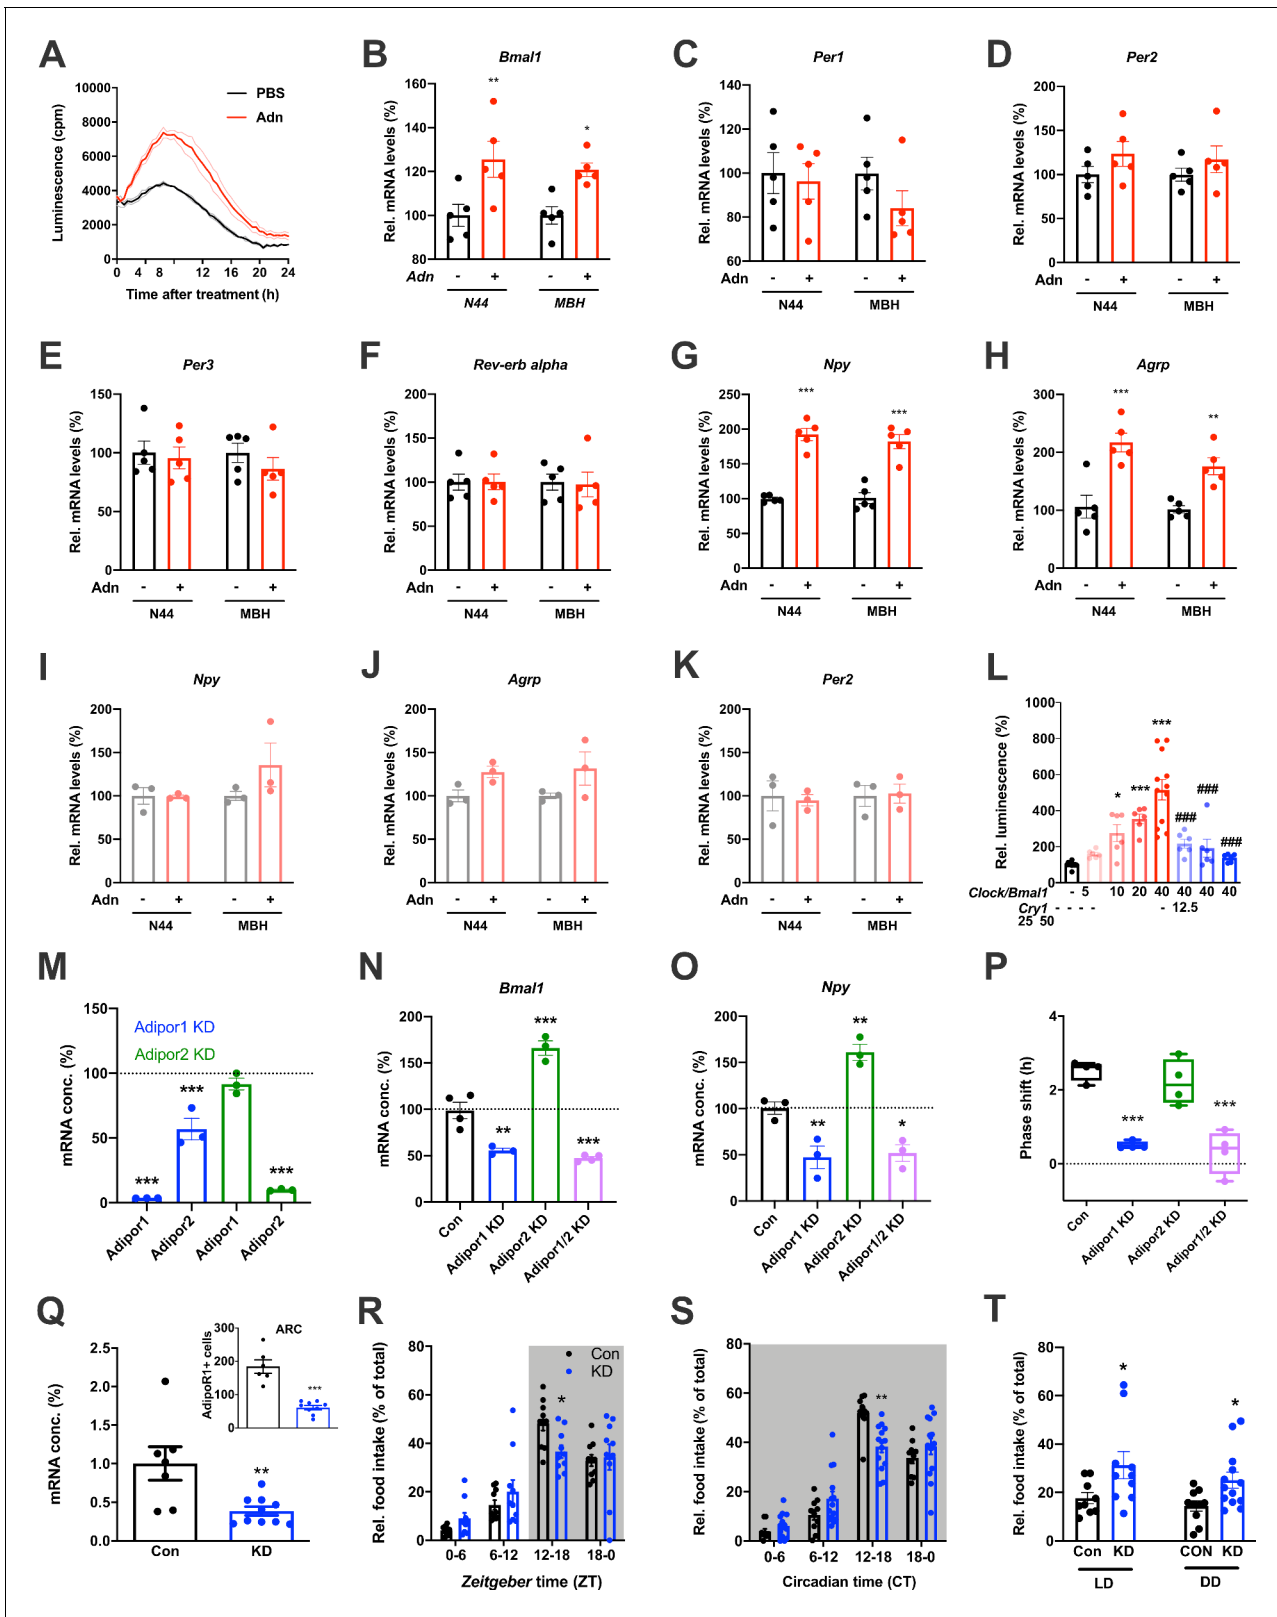 A
Luminescence (cpm)
10000
8000
6000
4000
2000
0
PBS
Adn
0 4 8 12 16 20 24
Time after treatment (h)
B
Bmal1
Rel. mRNA levels (%)
160
140
120
100
80
**
*
Adn - + - +
N44 MBH
C
Per1
Rel. mRNA levels (%)
140
120
100
80
60
Adn - + - +
N44 MBH
D
Per2
Rel. mRNA levels (%)
200
150
100
50
0
Adn - + - +
N44 MBH
E
Per3
Rel. mRNA levels (%)
150
100
50
0
Adn - + - +
N44 MBH
F
Rev-erb alpha
Rel. mRNA levels (%)
200
150
100
50
0
Adn - + - +
N44 MBH
G
Npy
Rel. mRNA levels (%)
250
200
150
100
50
0
***
***
Adn - + - +
N44 MBH
H
Agrp
Rel. mRNA levels (%)
300
200
100
0
***
**
Adn - + - +
N44 MBH
I
Npy
Rel. mRNA levels (%)
200
150
100
50
0
Adn - + - +
N44 MBH
J
Agrp
Rel. mRNA levels (%)
200
150
100
50
0
Adn - + - +
N44 MBH
K
Per2
Rel. mRNA levels (%)
200
150
100
50
0
Adn - + - +
N44 MBH
L
Rel. luminescence (%)
1000
800
600
400
200
0
* *** *** ### ### ###
Clock/Bmal1 - 5 10 20 40 40 40 40
Cry1 - 12.5
- - - -
25 50
M
mRNA conc. (%)
150
100
50
0
Adipor1 KD
Adipor2 KD
*** *** ***
Adipor1 Adipor2 Adipor1 Adipor2
N
Bmal1
mRNA conc. (%)
200
150
100
50
0
** *** ***
Con Adipor1 KD Adipor2 KD Adipor1/2 KD
O
Npy
mRNA conc. (%)
200
150
100
50
0
** ** *
Con Adipor1 KD Adipor2 KD Adipor1/2 KD
P
Phase shift (h)
4
2
0
*** ***
Con Adipor1 KD Adipor2 KD Adipor1/2 KD
Q
mRNA conc. (%)
2.5
2.0
1.5
1.0
0.5
0.0
**
Con KD
ARC
AdipoR1+ cells
300
200
100
0
***
R
Rel. food intake (% of total)
80
60
40
20
0
Con
KD
*
0-6 6-12 12-18 18-0
Zeitgeber time (ZT)
S
Rel. food intake (% of total)
80
60
40
20
0
**
0-6 6-12 12-18 18-0
Circadian time (CT)
T
Rel. food intake (% of total)
80
60
40
20
0
*
*
Con KD CON KD
LD DD